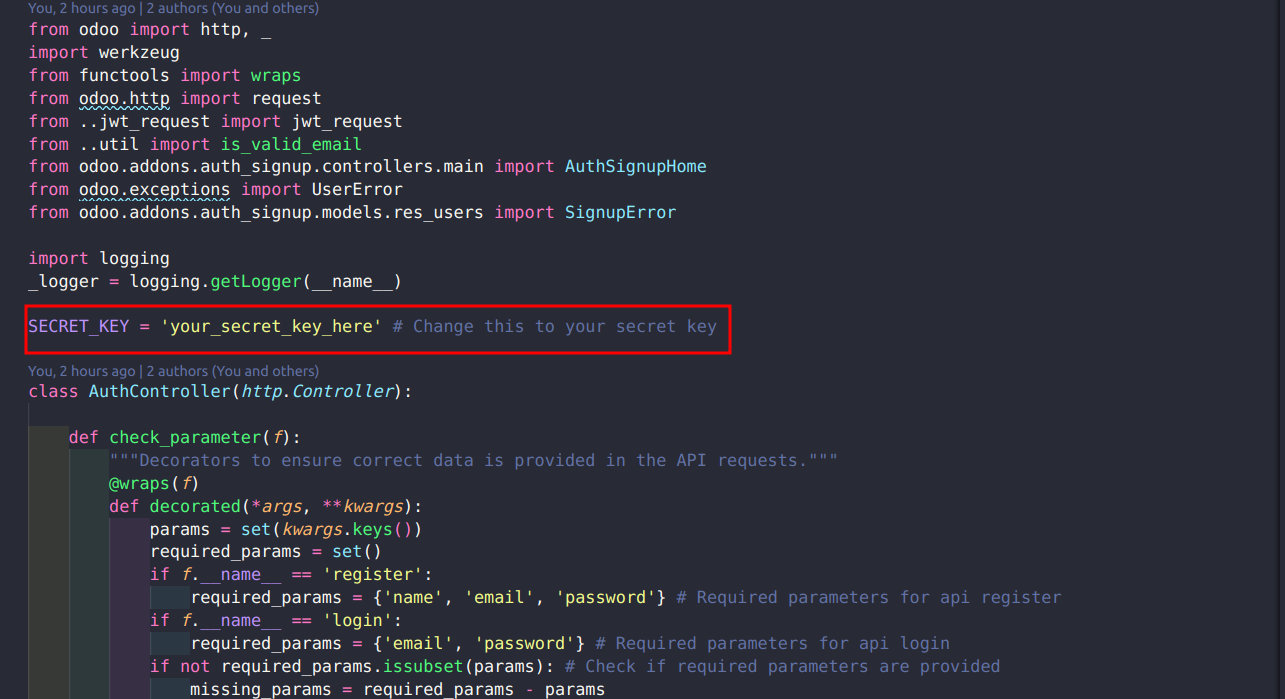 You, 2 hours ago | 2 authors (You and others)
from odoo import http, _
import werkzeug
from functools import wraps
from odoo.http import request
from ..jwt_request import jwt_request
from ..util import is_valid_email
from odoo.addons.auth_signup.controllers.main import AuthSignupHome
from odoo.exceptions import UserError
from odoo.addons.auth_signup.models.res_users import SignupError
import logging
_logger = logging.getLogger(__name__)
SECRET_KEY = 'your_secret_key_here' # Change this to your secret key
You, 2 hours ago | 2 authors (You and others)
class AuthController(http.Controller):
def check_parameter(f):
"""Decorators to ensure correct data is provided in the API requests."""
@wraps(f)
def decorated(*args, **kwargs):
params = set(kwargs.keys())
required_params = set()
if f.__name__ == 'register':
required_params = {'name', 'email', 'password'} # Required parameters for api register
if f.__name__ == 'login':
required_params = {'email', 'password'} # Required parameters for api login
if not required_params.issubset(params): # Check if required parameters are provided
missing_params = required_params - params